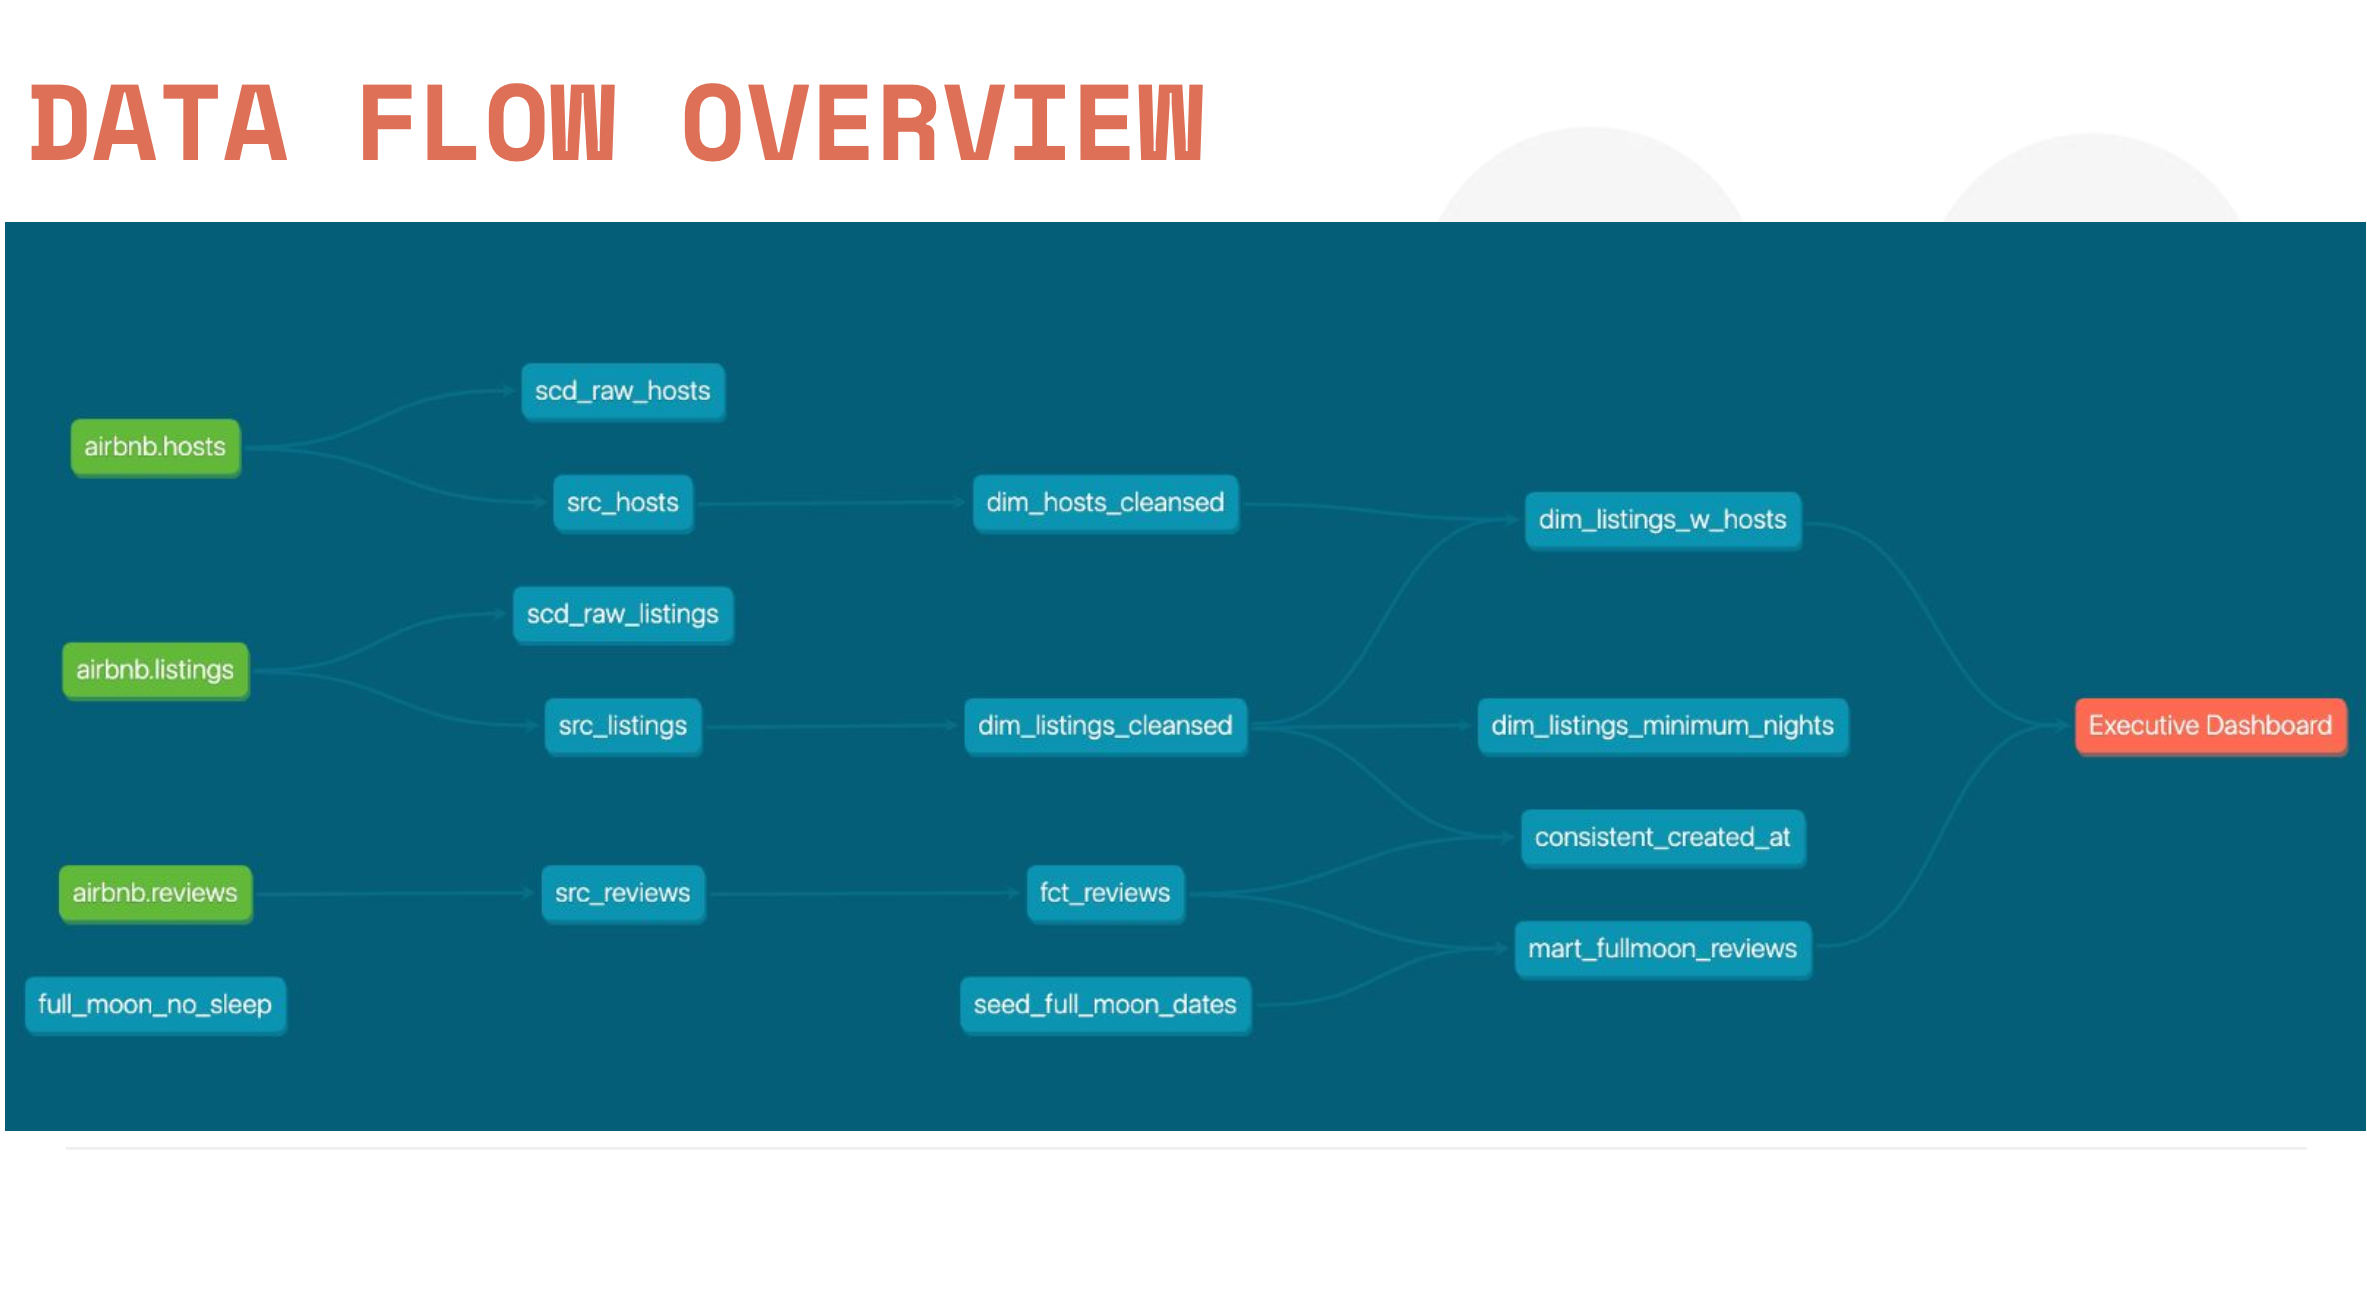 DATA FLOW OVERVIEW
scd_raw_hosts
airbnb.hosts
src_hosts
dim_hosts_cleansed
dim_listings_w_hosts
scd_raw_listings
airbnb.listings
src_listings
dim_listings_cleansed
dim_listings_minimum_nights
Executive Dashboard
consistent_created_at
airbnb.reviews
src_reviews
fct_reviews
mart_fullmoon_reviews
full_moon_no_sleep
seed_full_moon_dates